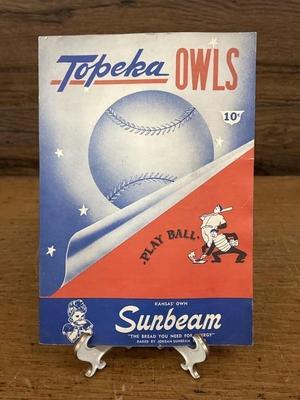 Topeka OWLS
10¢
PLAY BALL
KANSAS' OWN
Sunbeam
"THE BREAD YOU NEED FOR ENERGY"
BAKED BY JORDAN SUNBEAM